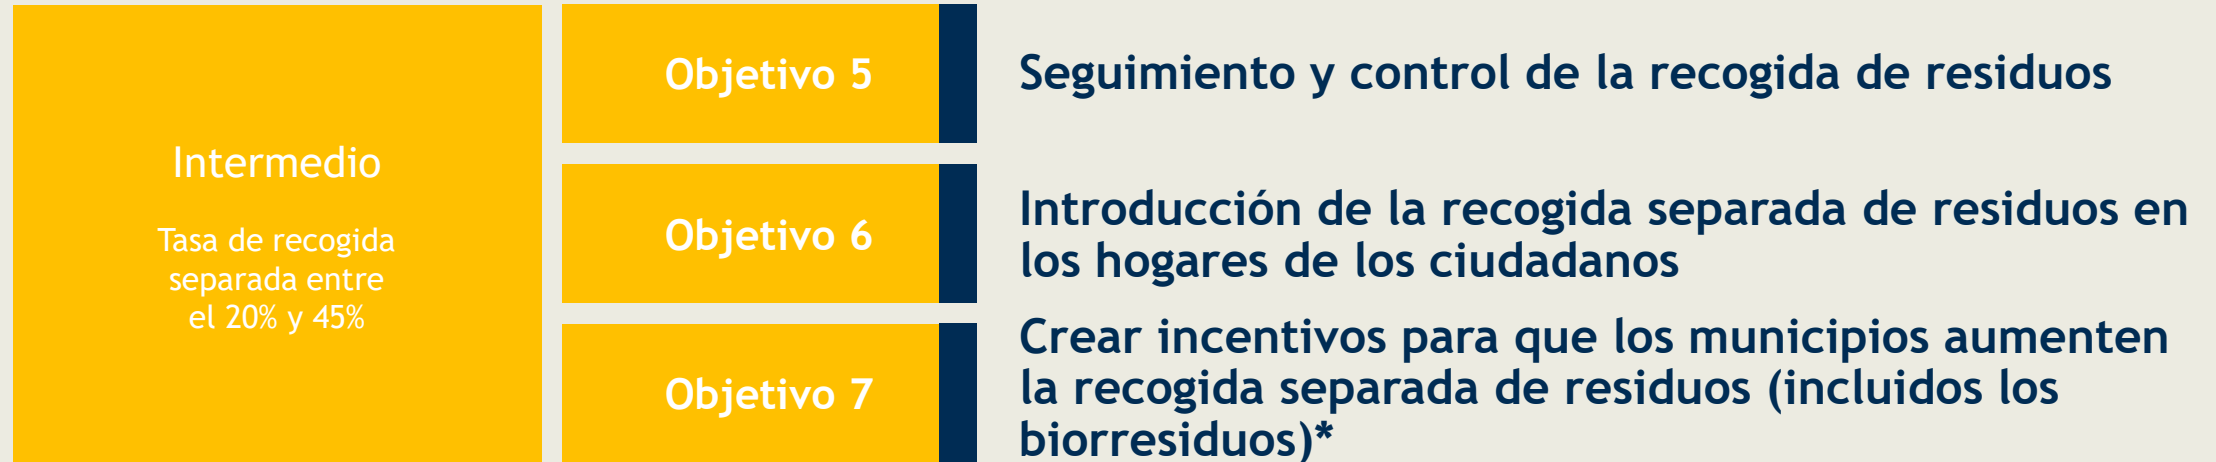 Intermedio
Tasa de recogida
separada entre
el 20% y 45%
Objetivo 5
Seguimiento y control de la recogida de residuos
Objetivo 6
Introducción de la recogida separada de residuos en
los hogares de los ciudadanos
Objetivo 7
Crear incentivos para que los municipios aumenten
la recogida separada de residuos (incluidos los
biorresiduos)*